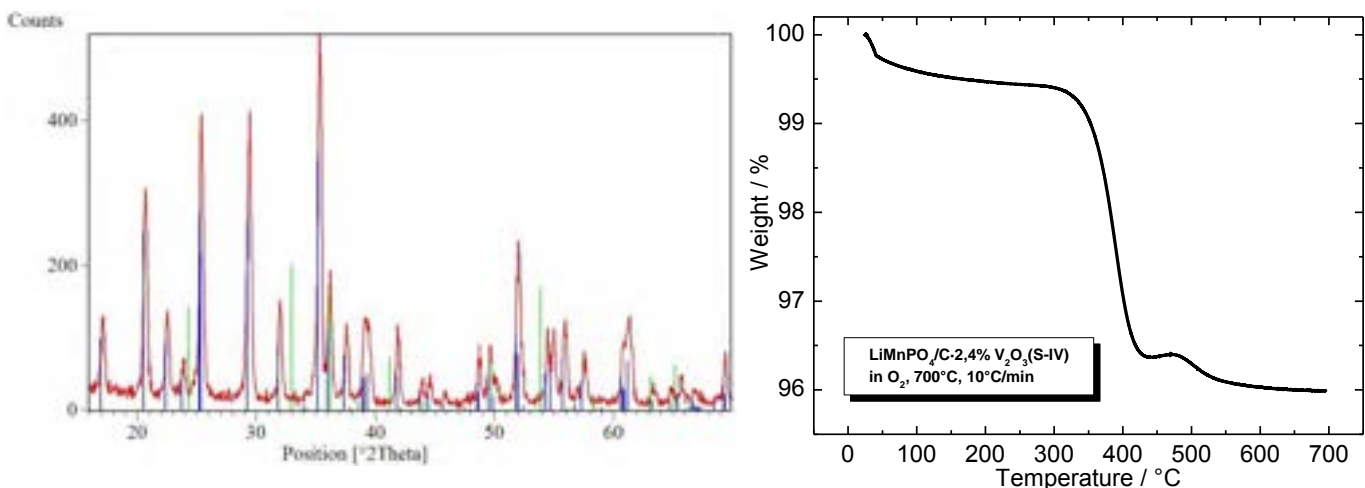 Counts
400
200
0
20 30 40 50 60
Position [°2Theta]
100
99
98
97
96
Weight / %
LiMnPO₄/C·2,4% V₂O₃(S-IV)
in O₂, 700°C, 10°C/min
0 100 200 300 400 500 600 700
Temperature / °C